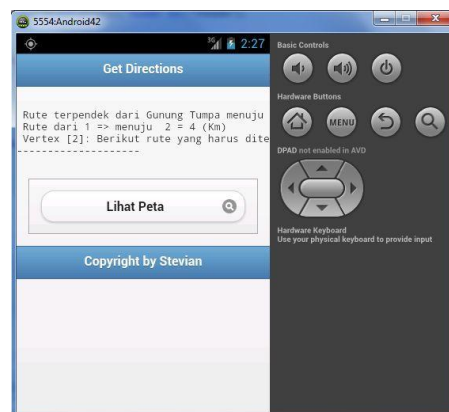 5554:Android42
3G 2:27
Get Directions
Rute terpendek dari Gunung Tumpa menuju
Rute dari 1 => menuju 2 = 4 (Km)
Vertex [2]: Berikut rute yang harus dite
--------------------
Lihat Peta
Copyright by Stevian
Basic Controls
Hardware Buttons
MENU
DPAD not enabled in AVD
Hardware Keyboard
Use your physical keyboard to provide input